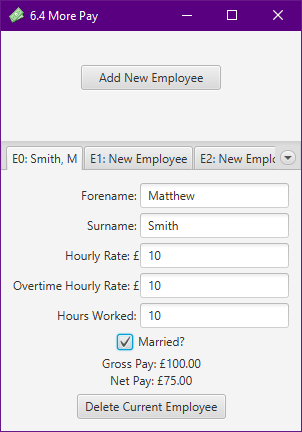 6.4 More Pay
Add New Employee
E0: Smith, M E1: New Employee E2: New Emplo
Forename: Matthew
Surname: Smith
Hourly Rate: £ 10
Overtime Hourly Rate: £ 10
Hours Worked: 10
Married?
Gross Pay: £100.00
Net Pay: £75.00
Delete Current Employee